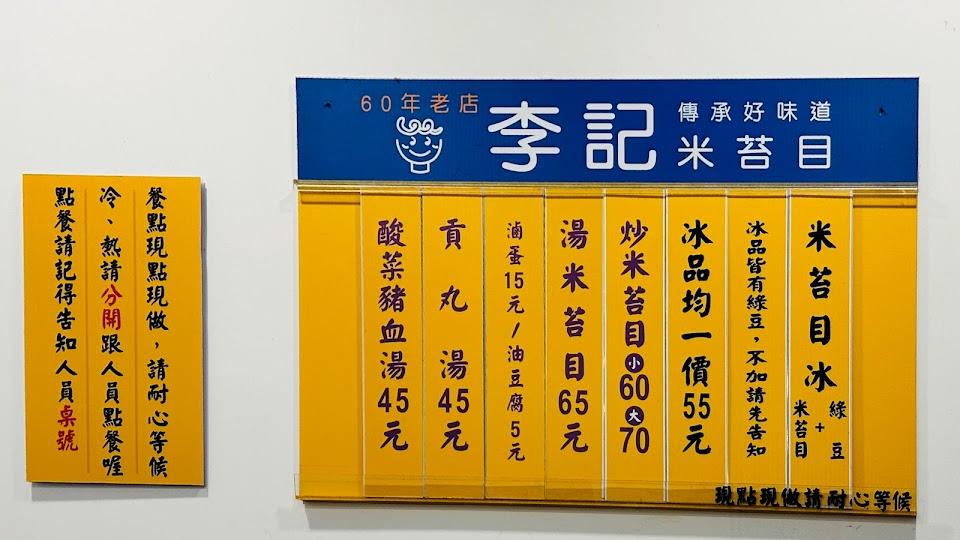 餐點現點現做,請耐心等候
冷、熱請分開跟人員點餐喔
點餐請記得告知人員桌號
60年老店
李記
傳承好味道
米苔目
米苔目冰
綠豆
+
米苔目
冰品皆有綠豆,不加請先告知
冰品均一價55元
炒米苔目小60大70
湯米苔目65元
滷蛋15元/油豆腐5元
貢丸湯45元
酸菜豬血湯45元
現點現做請耐心等候